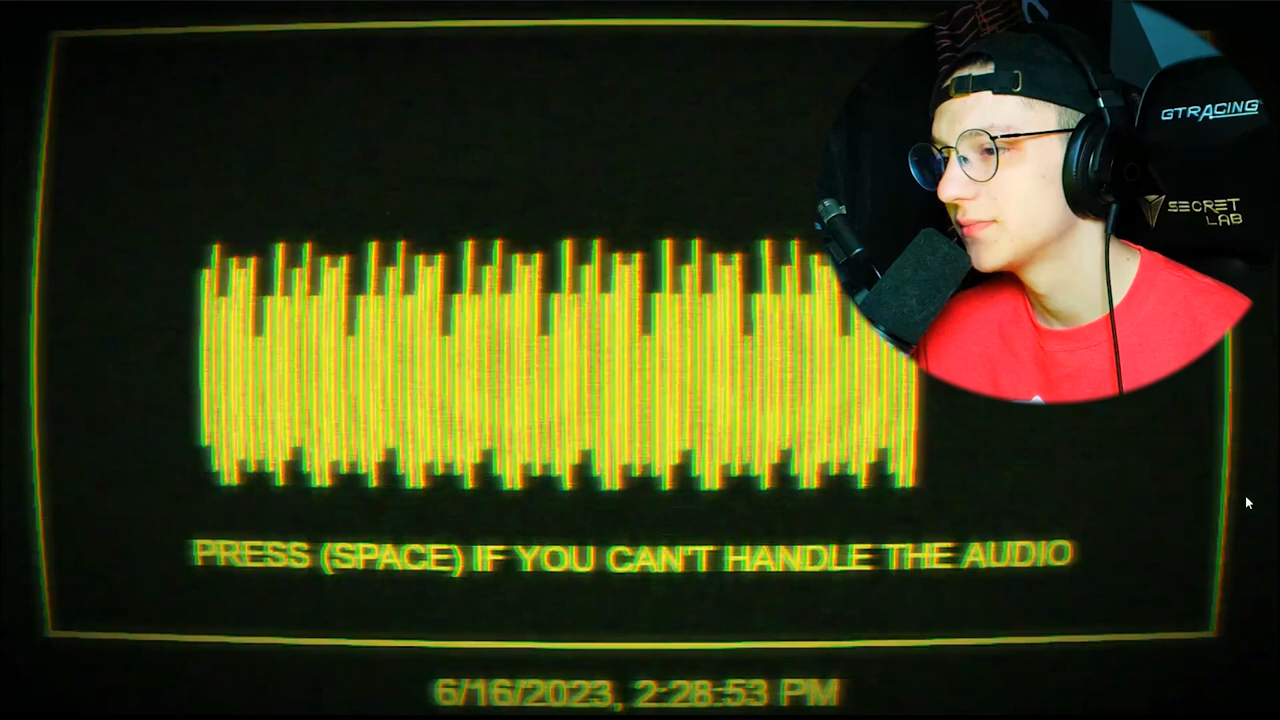 GTRACING
SECRET
LAB
PRESS (SPACE) IF YOU CAN'T HANDLE THE AUDIO
6/16/2023, 2:28:53 PM